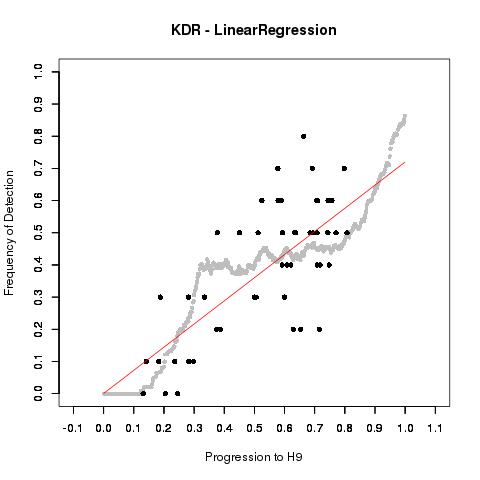 KDR - LinearRegression
Frequency of Detection
1.0
0.9
0.8
0.7
0.6
0.5
0.4
0.3
0.2
0.1
0.0
-0.1 0.0 0.1 0.2 0.3 0.4 0.5 0.6 0.7 0.8 0.9 1.0 1.1
Progression to H9